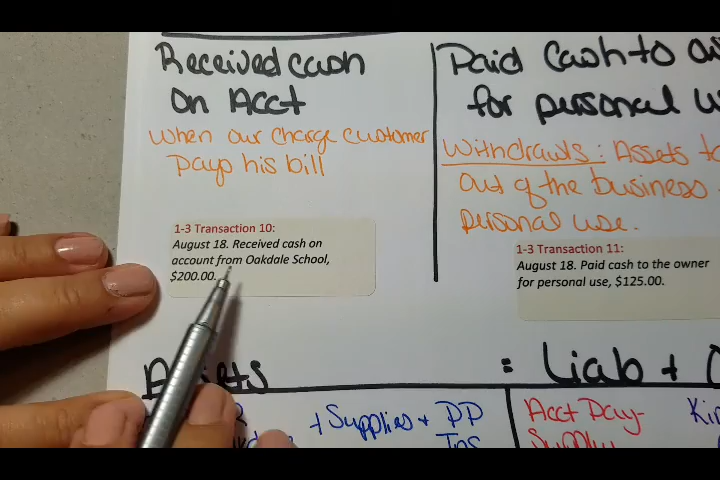 Received cash
on Acct
When our charge customer
Pays his bill
1-3 Transaction 10:
August 18. Received cash on
account from Oakdale School,
$200.00.
Paid Cash to
for personal
Withdrawls: Assets
out of the business
personal use.
1-3 Transaction 11:
August 18. Paid cash to the owner
for personal use, $125.00.
= Liab +
+ Supplies + PP
Ins
Acct Pay-
Supply